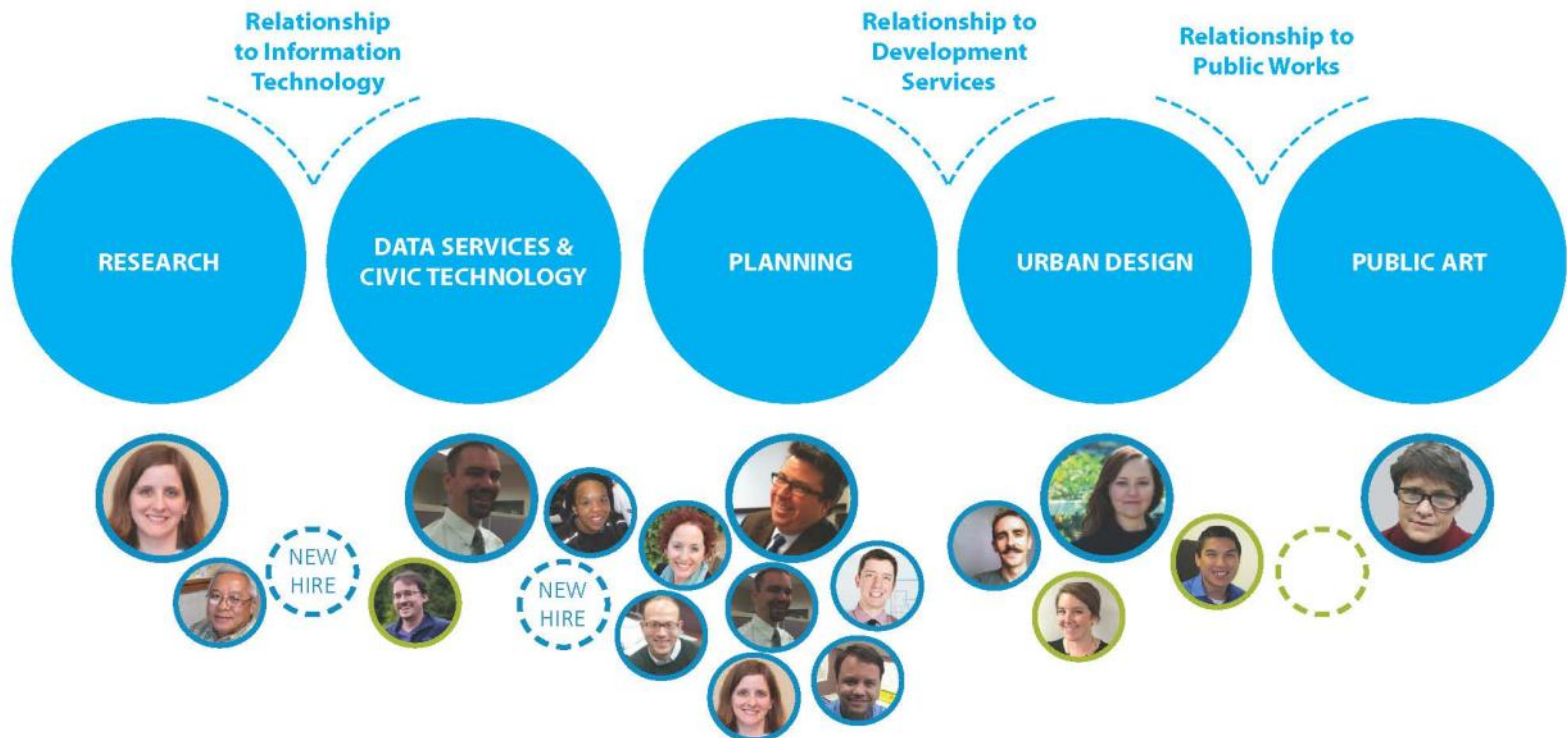 Relationship
to Information
Technology
Relationship to
Development
Services
Relationship to
Public Works
RESEARCH
DATA SERVICES &
CIVIC TECHNOLOGY
PLANNING
URBAN DESIGN
PUBLIC ART
NEW
HIRE
NEW
HIRE